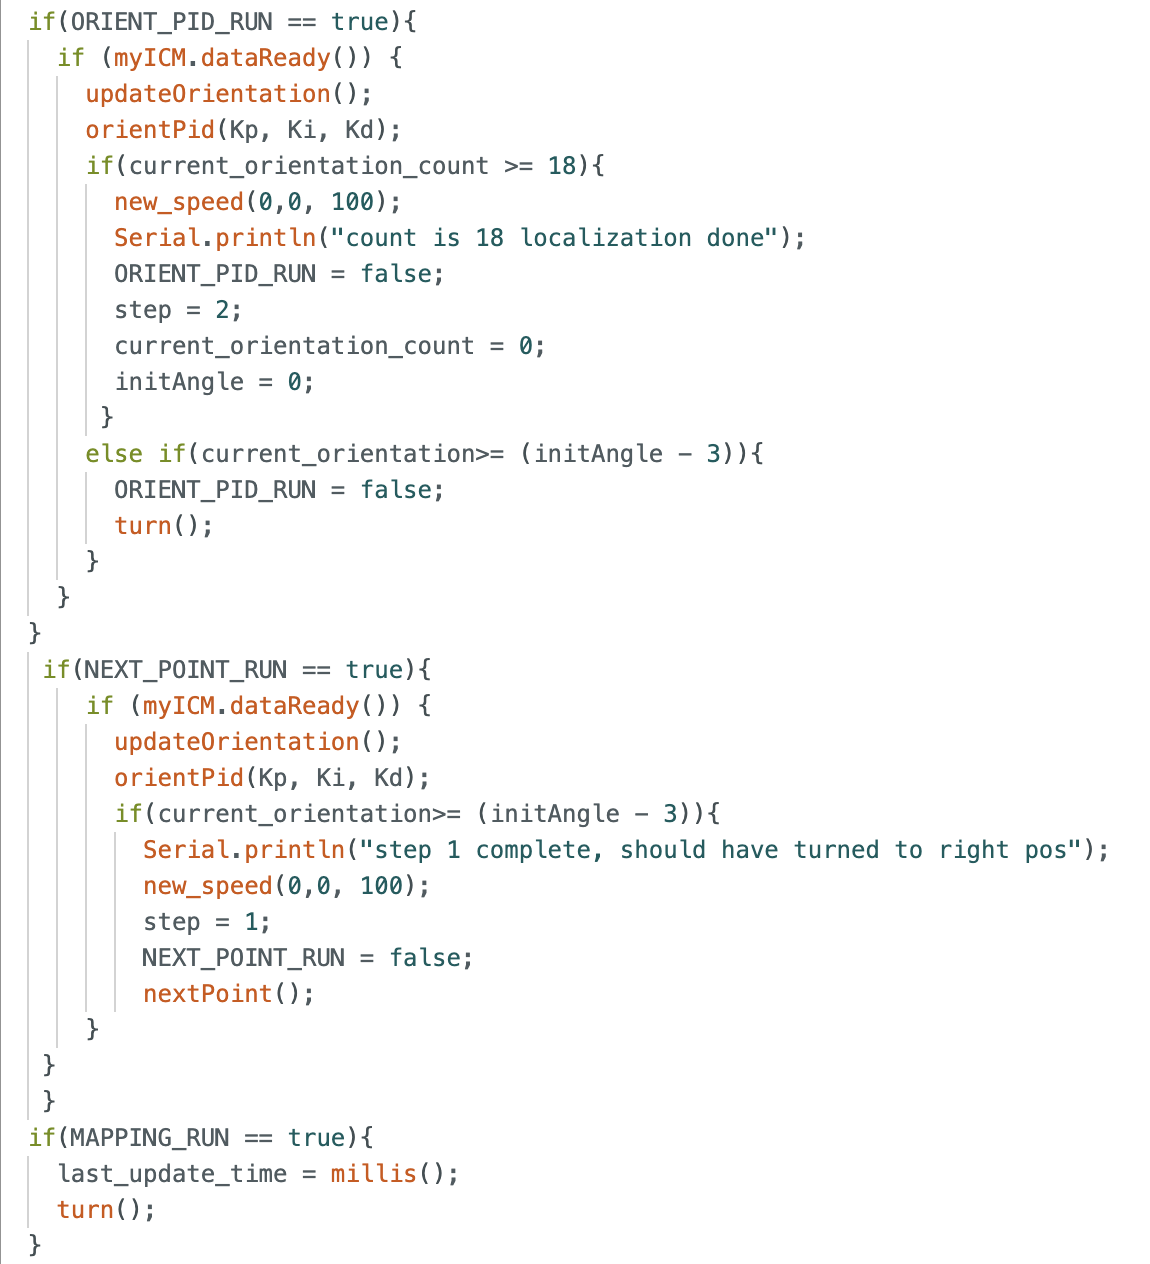 if(ORIENT_PID_RUN == true){
if (myICM.dataReady()) {
updateOrientation();
orientPid(Kp, Ki, Kd);
if(current_orientation_count >= 18){
new_speed(0,0, 100);
Serial.println("count is 18 localization done");
ORIENT_PID_RUN = false;
step = 2;
current_orientation_count = 0;
initAngle = 0;
}
else if(current_orientation>= (initAngle - 3)){
ORIENT_PID_RUN = false;
turn();
}
}
}
if(NEXT_POINT_RUN == true){
if (myICM.dataReady()) {
updateOrientation();
orientPid(Kp, Ki, Kd);
if(current_orientation>= (initAngle - 3)){
Serial.println("step 1 complete, should have turned to right pos");
new_speed(0,0, 100);
step = 1;
NEXT_POINT_RUN = false;
nextPoint();
}
}
}
if(MAPPING_RUN == true){
last_update_time = millis();
turn();
}